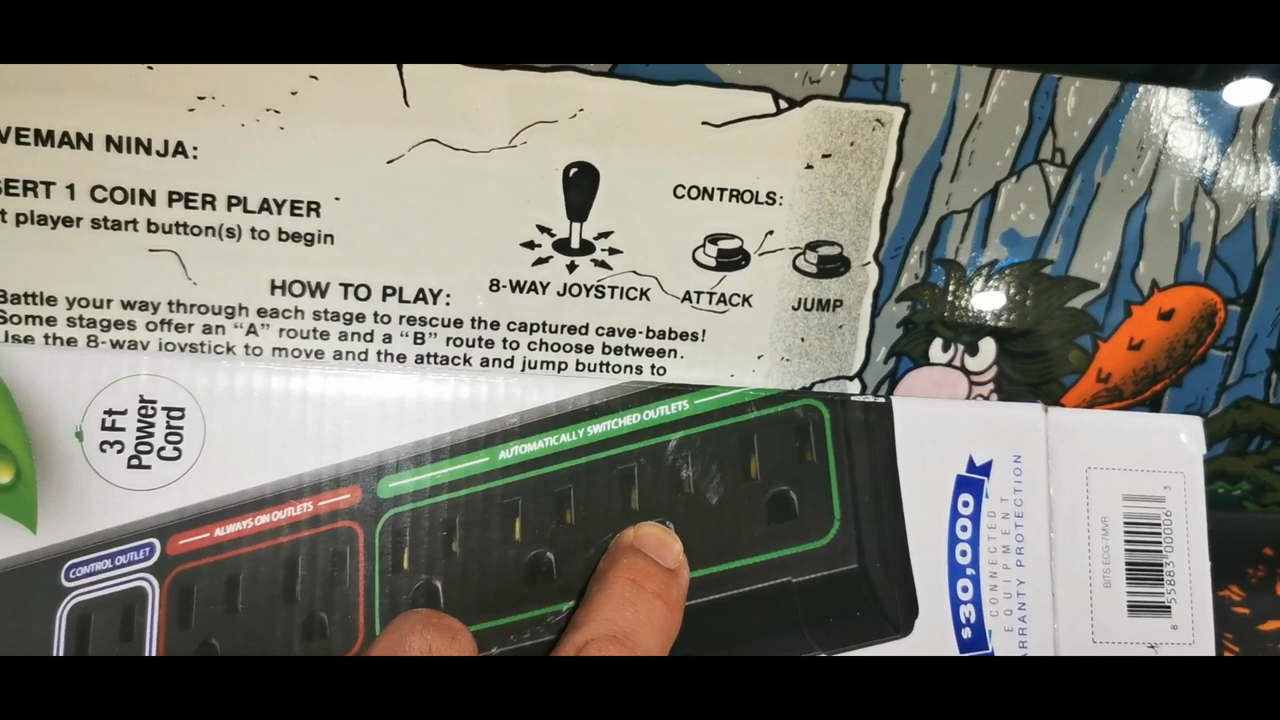 VEMAN NINJA:
SERT 1 COIN PER PLAYER
t player start button(s) to begin
CONTROLS:
8-WAY JOYSTICK
ATTACK
JUMP
HOW TO PLAY:
Battle your way through each stage to rescue the captured cave-babes!
Some stages offer an “A” route and a “B” route to choose between.
Use the 8-way joystick to move and the attack and jump buttons to
3 Ft
Power
Cord
CONTROL OUTLET
ALWAYS ON OUTLETS
AUTOMATICALLY SWITCHED OUTLETS
$30,000
CONNECTED
EQUIPMENT
ARRANTY PROTECTION
BITS ECG-7MVR
8 55883 00006 3